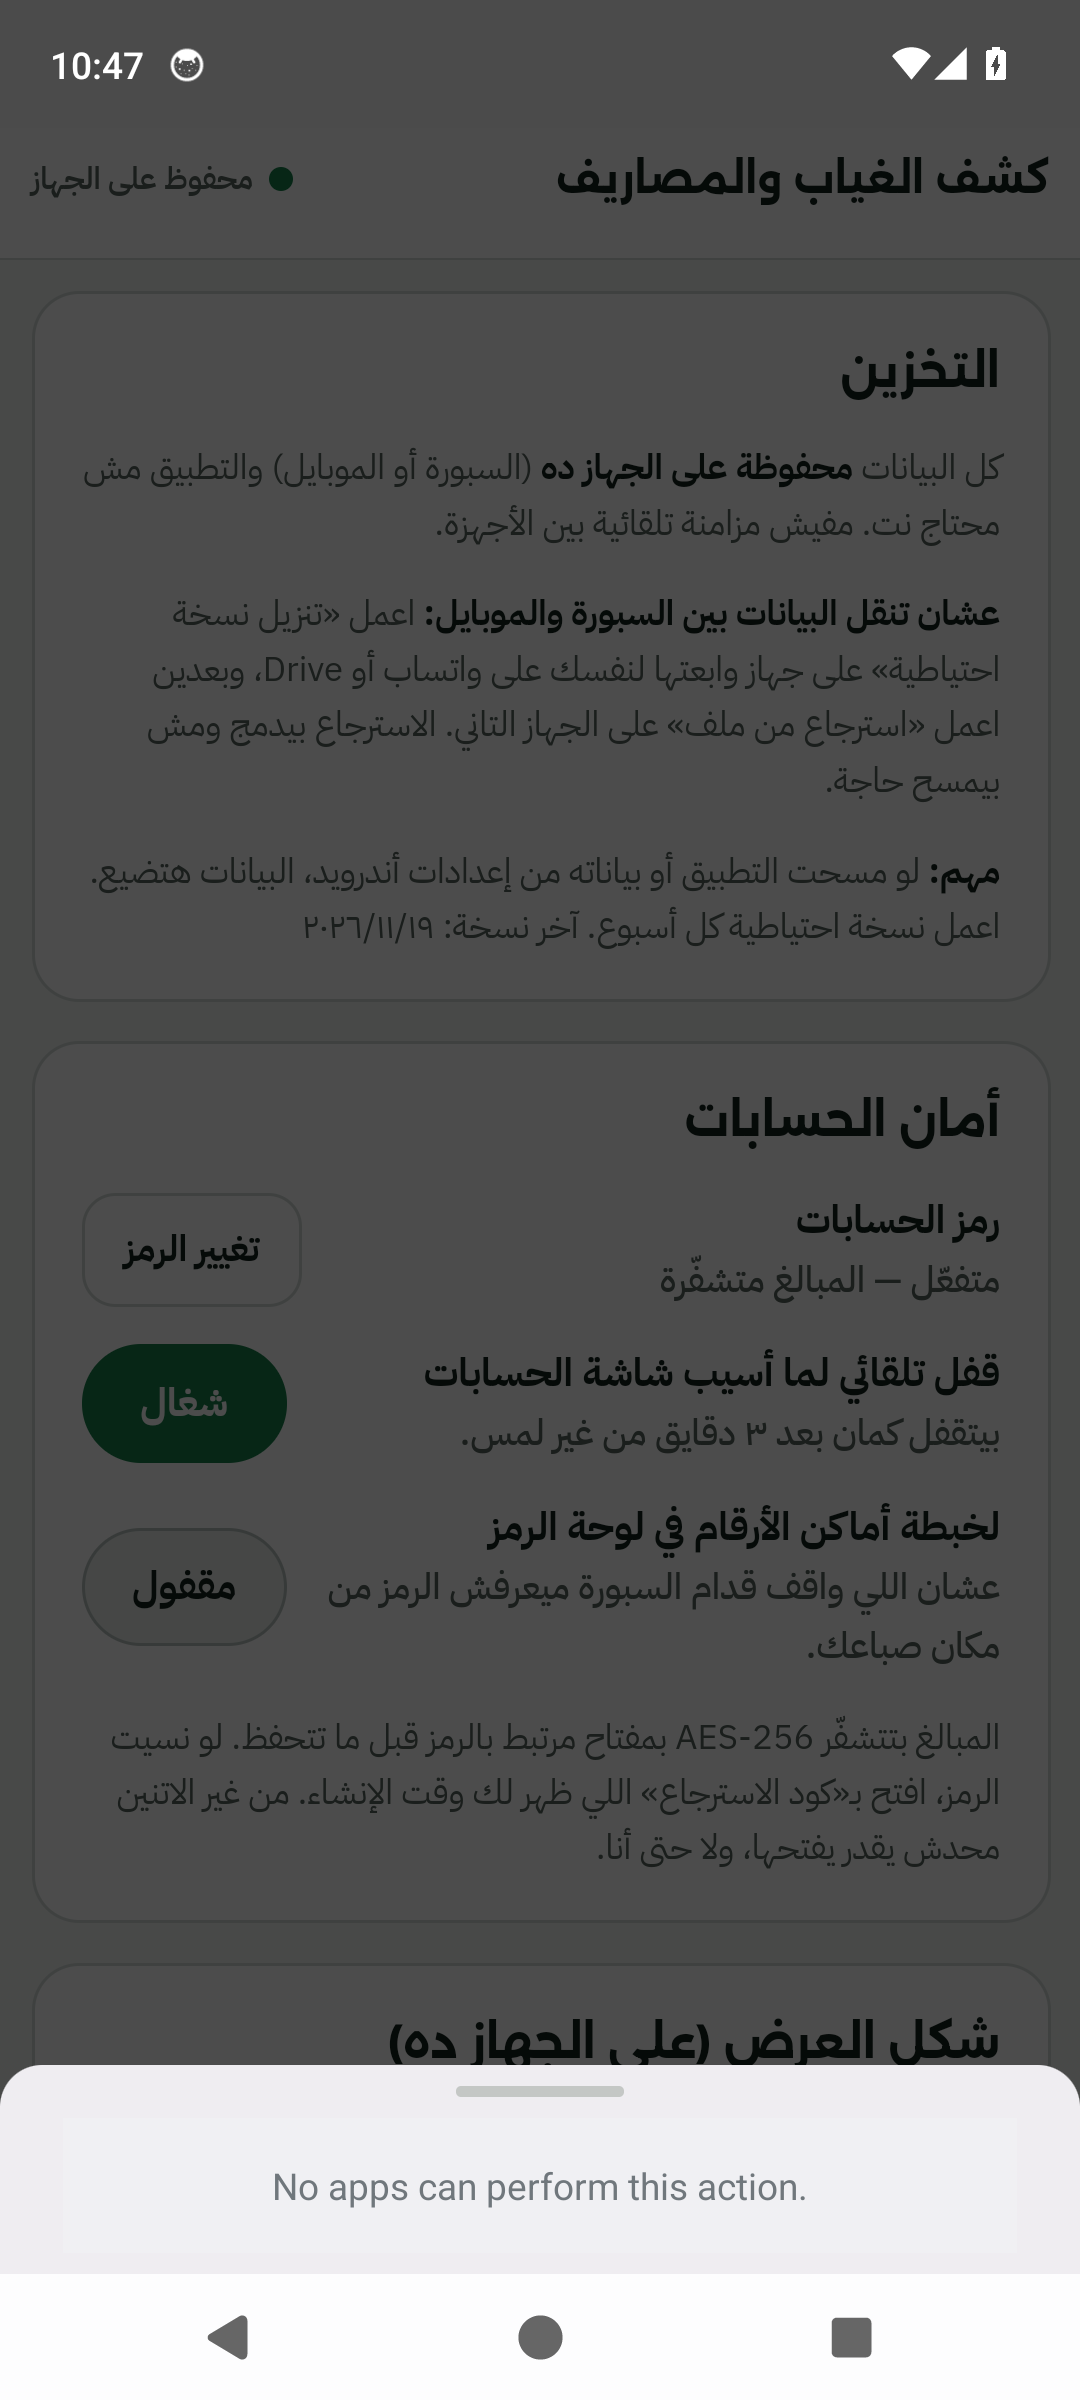 10:47
كشف الغياب والمصاريف
محفوظ على الجهاز
التخزين
كل البيانات محفوظة على الجهاز ده (السبورة أو الموبايل) والتطبيق مش
محتاج نت. مفيش مزامنة تلقائية بين الأجهزة.
عشان تنقل البيانات بين السبورة والموبايل: اعمل «تنزيل نسخة
احتياطية» على جهاز وابعتها لنفسك على واتساب أو Drive، وبعدين
اعمل «استرجاع من ملف» على الجهاز التاني. الاسترجاع بيدمج ومش
بيمسح حاجة.
مهم: لو مسحت التطبيق أو بياناته من إعدادات أندرويد، البيانات هتضيع.
اعمل نسخة احتياطية كل أسبوع. آخر نسخة: ٢٠٢٦/١١/١٩
أمان الحسابات
رمز الحسابات
متفعّل — المبالغ متشفّرة
تغيير الرمز
قفل تلقائي لما أسيب شاشة الحسابات
بيتقفل كمان بعد ٣ دقايق من غير لمس.
شغال
لخبطة أماكن الأرقام في لوحة الرمز
عشان اللي واقف قدام السبورة ميعرفش الرمز من
مكان صباعك.
مقفول
المبالغ بتتشفّر AES-256 بمفتاح مرتبط بالرمز قبل ما تتحفظ. لو نسيت
الرمز، افتح بـ«كود الاسترجاع» اللي ظهر لك وقت الإنشاء. من غير الاتنين
محدش يقدر يفتحها، ولا حتى أنا.
شكل العرض (على الجهاز ده)
No apps can perform this action.